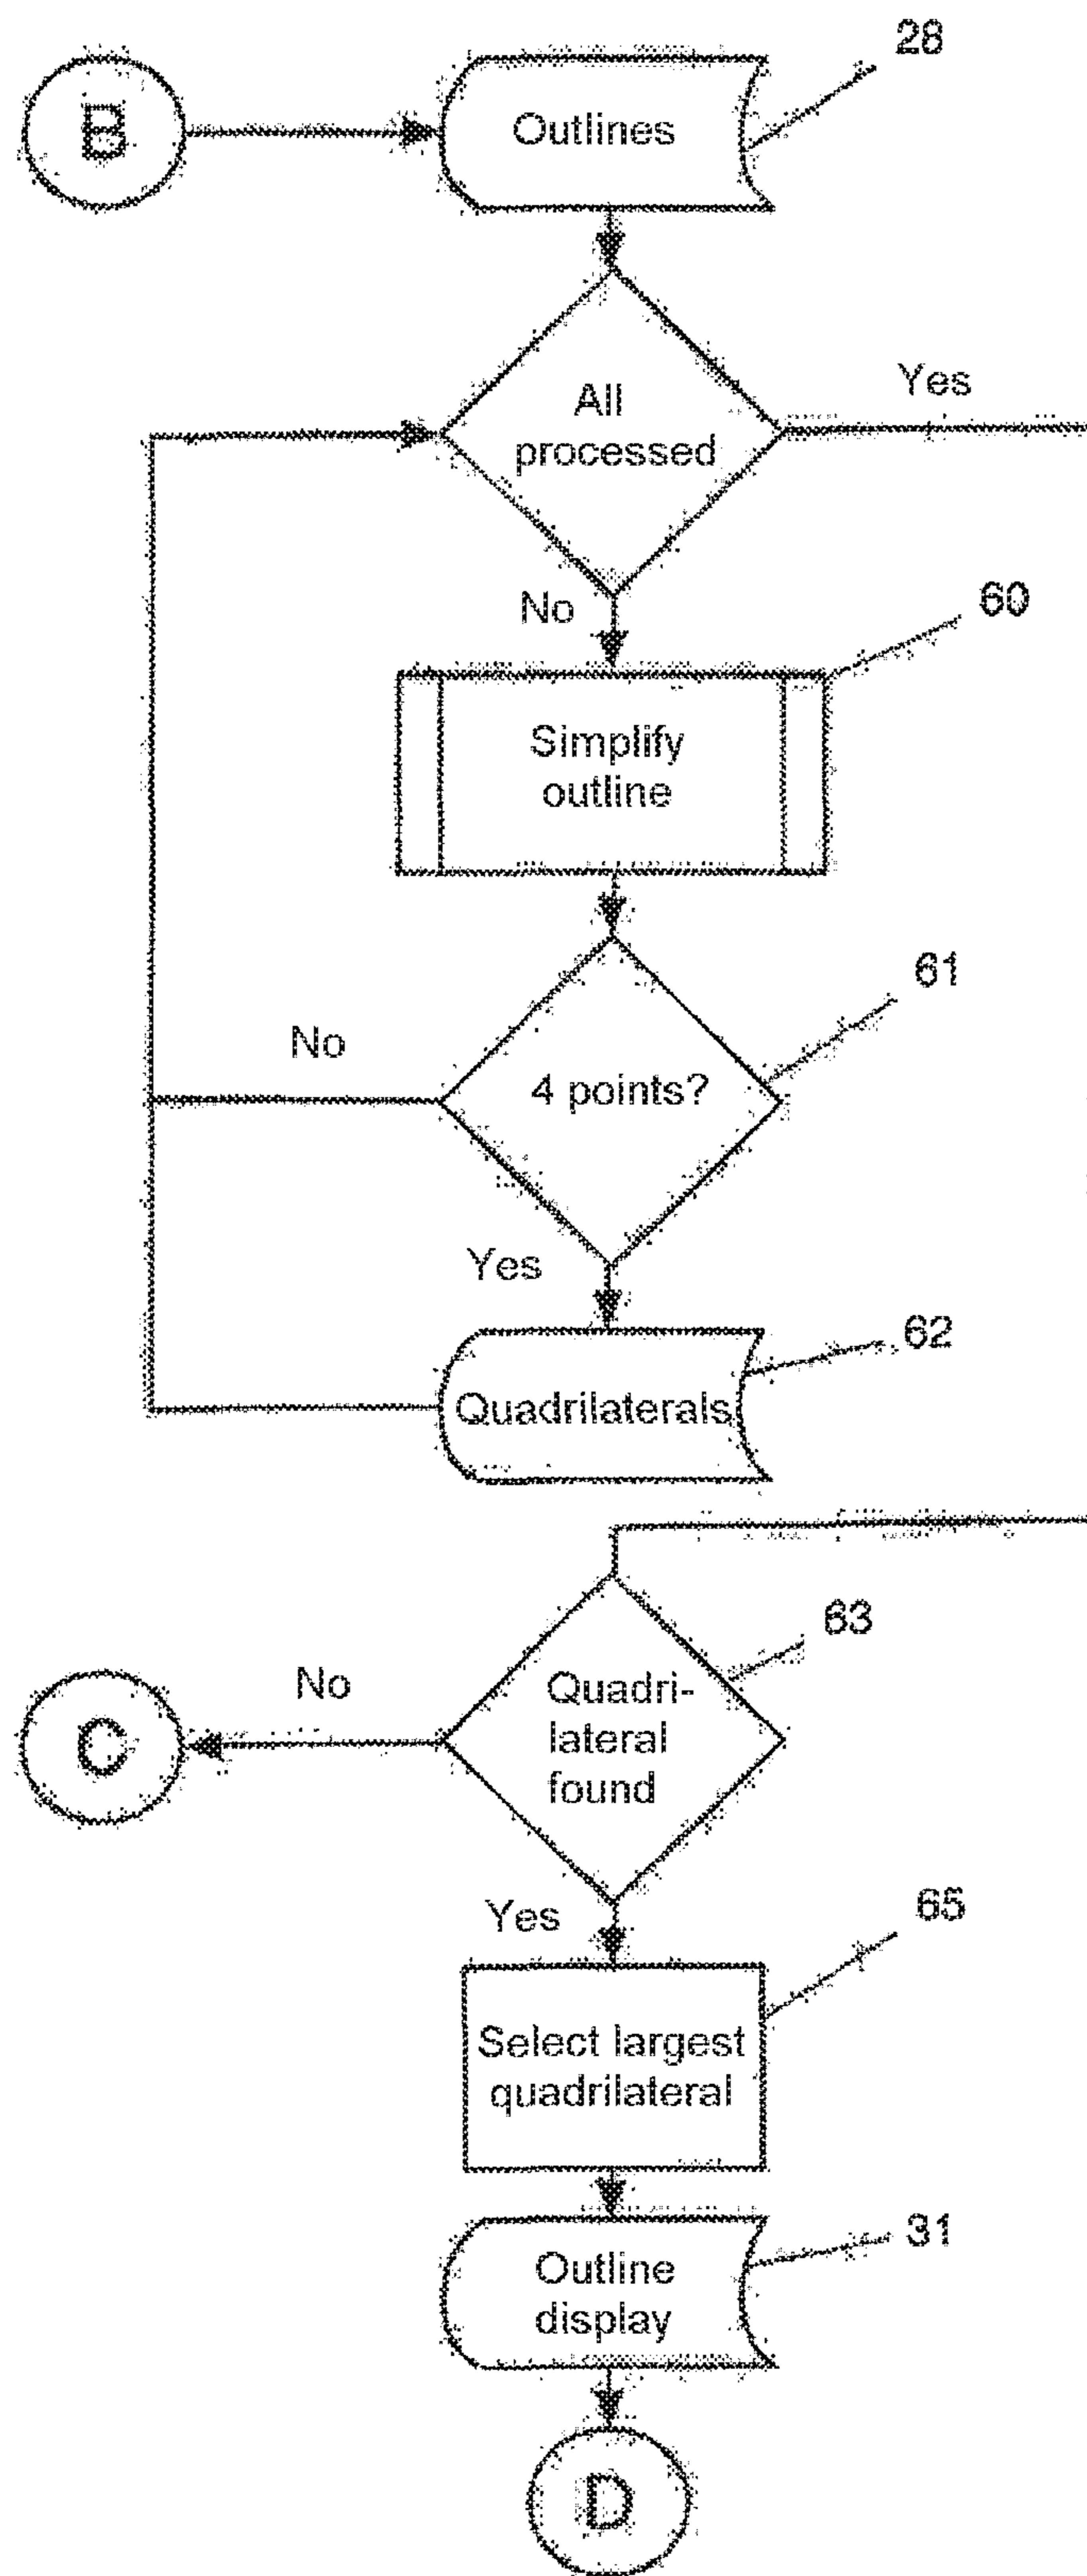 28
B
Outlines
All
processed
Yes
No
60
Simplify
outline
61
No
4 points?
Yes
62
Quadrilaterals
63
No
Quadri-
lateral
found
C
Yes
65
Select largest
quadrilateral
31
Outline
display
D